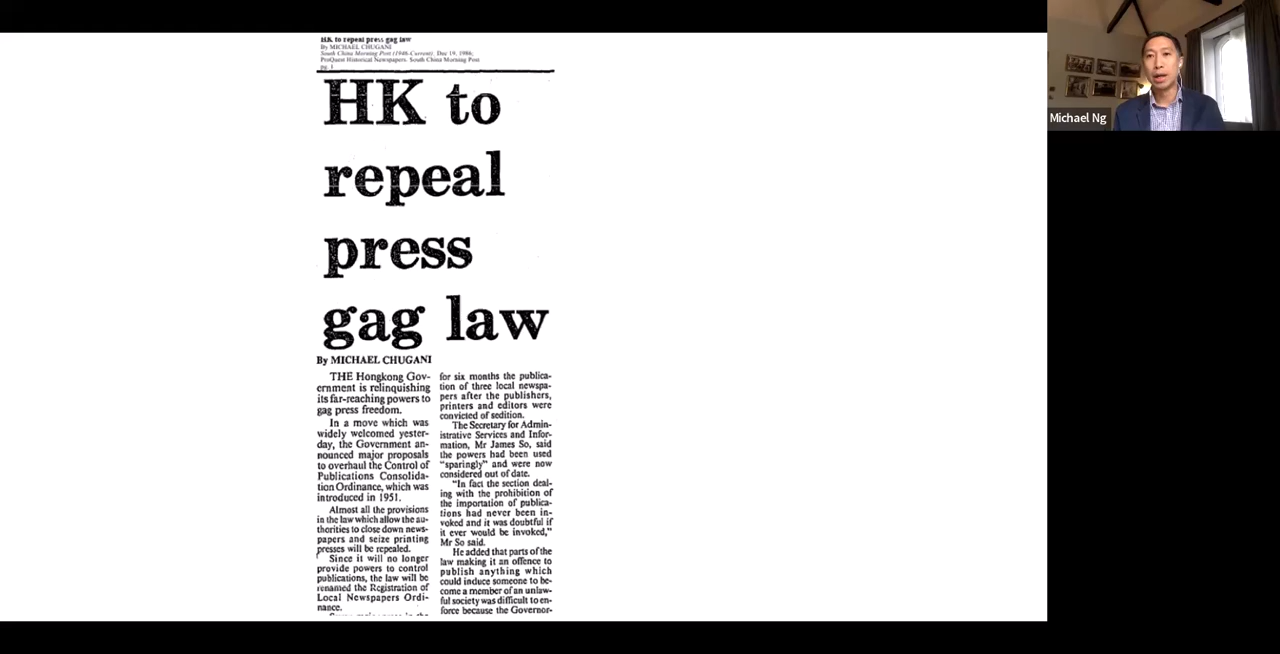 HK to repeal press gag law
By MICHAEL CHUGANI
South China Morning Post (1946-Current); Dec 19, 1986;
ProQuest Historical Newspapers: South China Morning Post
pg. 1
HK to
repeal
press
gag law
By MICHAEL CHUGANI
THE Hongkong Gov-
ernment is relinquishing
its far-reaching powers to
gag press freedom.
In a move which was
widely welcomed yester-
day, the Government an-
nounced major proposals
to overhaul the Control of
Publications Consolida-
tion Ordinance, which was
introduced in 1951.
Almost all the provisions
in the law which allow the au-
thorities to close down news-
papers and seize printing
presses will be repealed.
Since it will no longer
provide powers to control
publications, the law will be
renamed the Registration of
Local Newspapers Ordi-
nance.
for six months the publica-
tion of three local newspa-
pers after the publishers,
printers and editors were
convicted of sedition.
The Secretary for Admin-
istrative Services and Infor-
mation, Mr James So, said
the powers had been used
"sparingly" and were now
considered out of date.
"In fact the section deal-
ing with the prohibition of
the importation of publica-
tions had never been in-
voked and it was doubtful if
it ever would be invoked,"
Mr So said.
He added that parts of the
law making it an offence to
publish anything which
could induce someone to be-
come a member of an unlaw-
ful society was difficult to en-
force because the Governor-
Michael Ng